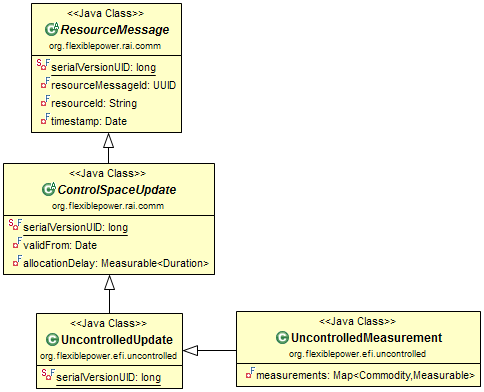 <<Java Class>>
ResourceMessage
org.flexiblepower.rai.comm
serialVersionUID: long
resourceMessageId: UUID
resourceId: String
timestamp: Date
<<Java Class>>
ControlSpaceUpdate
org.flexiblepower.rai.comm
serialVersionUID: long
validFrom: Date
allocationDelay: Measurable<Duration>
<<Java Class>>
UncontrolledUpdate
org.flexiblepower.efi.uncontrolled
serialVersionUID: long
<<Java Class>>
UncontrolledMeasurement
org.flexiblepower.efi.uncontrolled
measurements: Map<Commodity,Measurable>